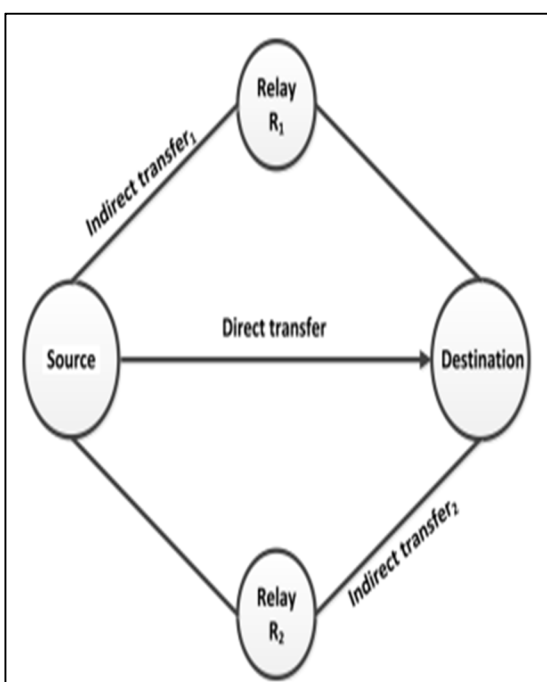 Relay
R₁
Indirect transfer₁
Direct transfer
Source
Destination
Indirect transfer₂
Relay
R₂